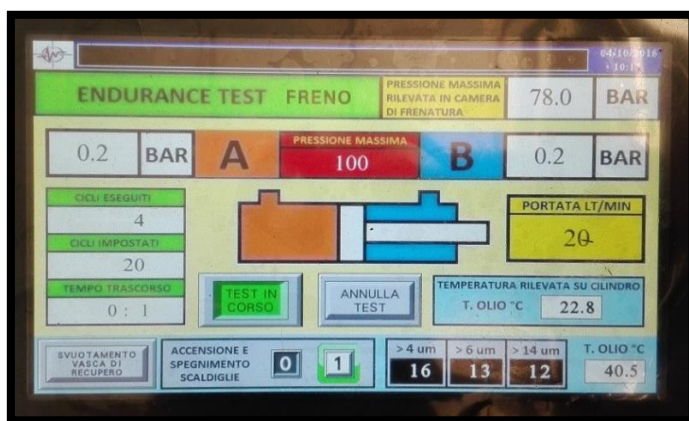 04/10/2016
10:1
ENDURANCE TEST FRENO
PRESSIONE MASSIMA
RILEVATA IN CAMERA
DI FRENATURA
78.0 BAR
0.2 BAR A
PRESSIONE MASSIMA
100
B 0.2 BAR
CICLI ESEGUITI
4
CICLI IMPOSTATI
20
TEMPO TRASCORSO
0 : 1
PORTATA LT/MIN
20
TEST IN
CORSO
ANNULLA
TEST
TEMPERATURA RILEVATA SU CILINDRO
T. OLIO °C 22.8
SVUOTAMENTO
VASCA DI
RECUPERO
ACCENSIONE E
SPEGNIMENTO
SCALDIGLIE
0 1
> 4 um > 6 um > 14 um T. OLIO °C
16 13 12 40.5